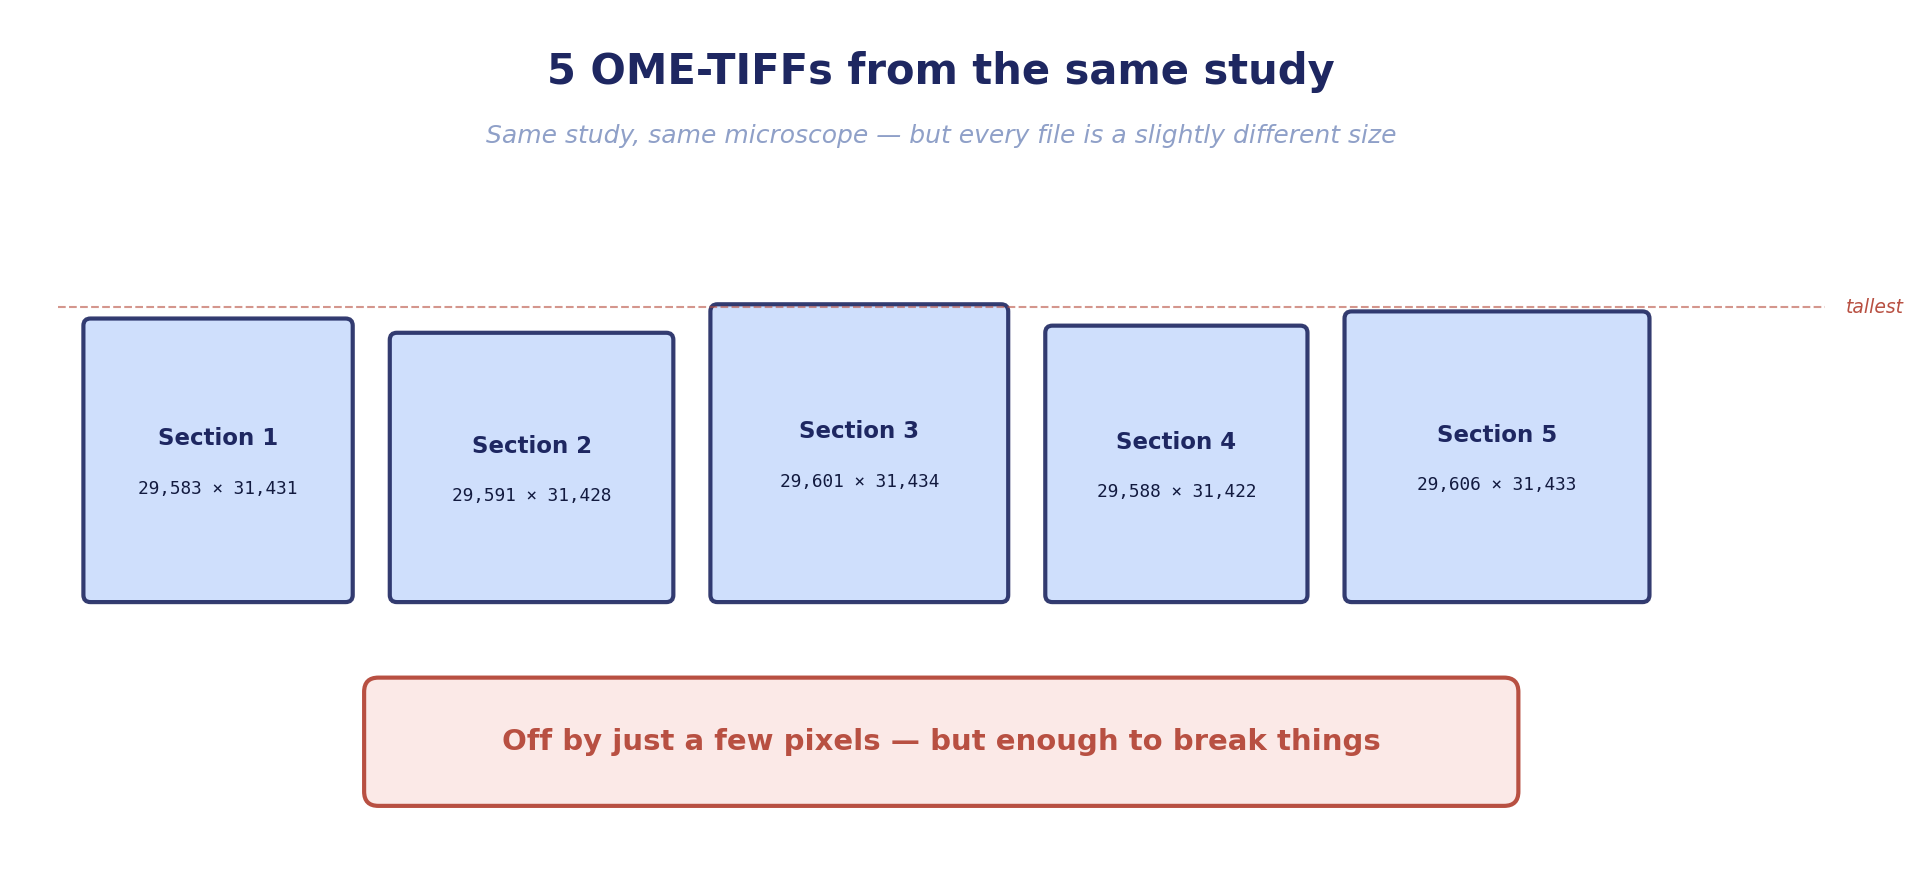 5 OME-TIFFs from the same study
Same study, same microscope — but every file is a slightly different size
tallest
Section 1
29,583 × 31,431
Section 2
29,591 × 31,428
Section 3
29,601 × 31,434
Section 4
29,588 × 31,422
Section 5
29,606 × 31,433
Off by just a few pixels — but enough to break things